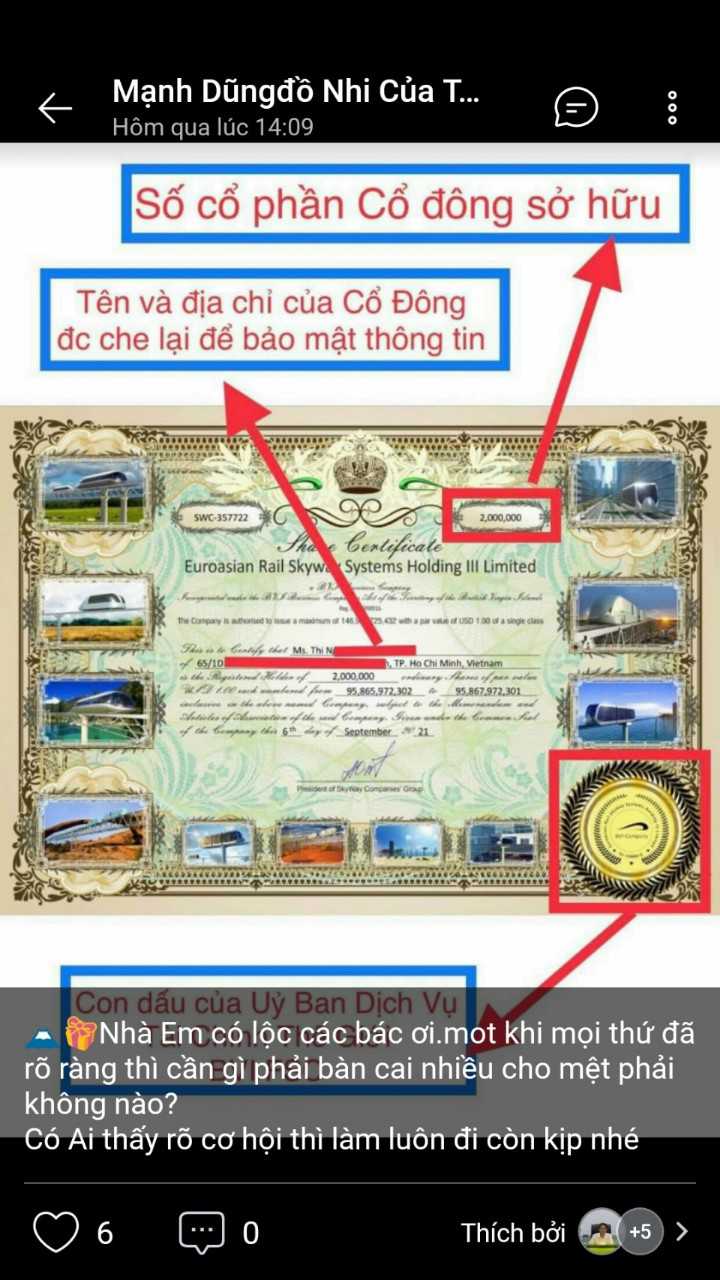 Mạnh Dũngđồ Nhi Của T...
Hôm qua lúc 14:09
Số cổ phần Cổ đông sở hữu
Tên và địa chỉ của Cổ Đông
đc che lại để bảo mật thông tin
SWC-357722
2,000,000
Share Certificate
Euroasian Rail Skyway Systems Holding III Limited
a BVI Business Company
Incorporated under the BVI Business Company Act of the Territory of the British Virgin Islands
The Company is authorised to issue a maximum of 146, 25,432 with a par value of USD 1.00 of a single class
This is to Certify that Ms. Thi N
of 65/1D , TP. Ho Chi Minh, Vietnam
is the Registered Holder of 2,000,000 ordinary Shares of par value
USD 1.00 each numbered from 95,865,972,302 to 95,867,972,301
inclusive in the above named Company, subject to the Memorandum and
Articles of Association of the said Company. Given under the Common Seal
of the Company this 6th day of September 20 21
President of SkyWay Companies' Group
Con dấu của Uỷ Ban Dịch Vụ
🗻🎁Nhà Em có lộc các bác ơi.mot khi mọi thứ đã
rõ ràng thì cần gì phải bàn cai nhiều cho mệt phải
không nào?
Có Ai thấy rõ cơ hội thì làm luôn đi còn kịp nhé
6
0
Thích bởi
+5